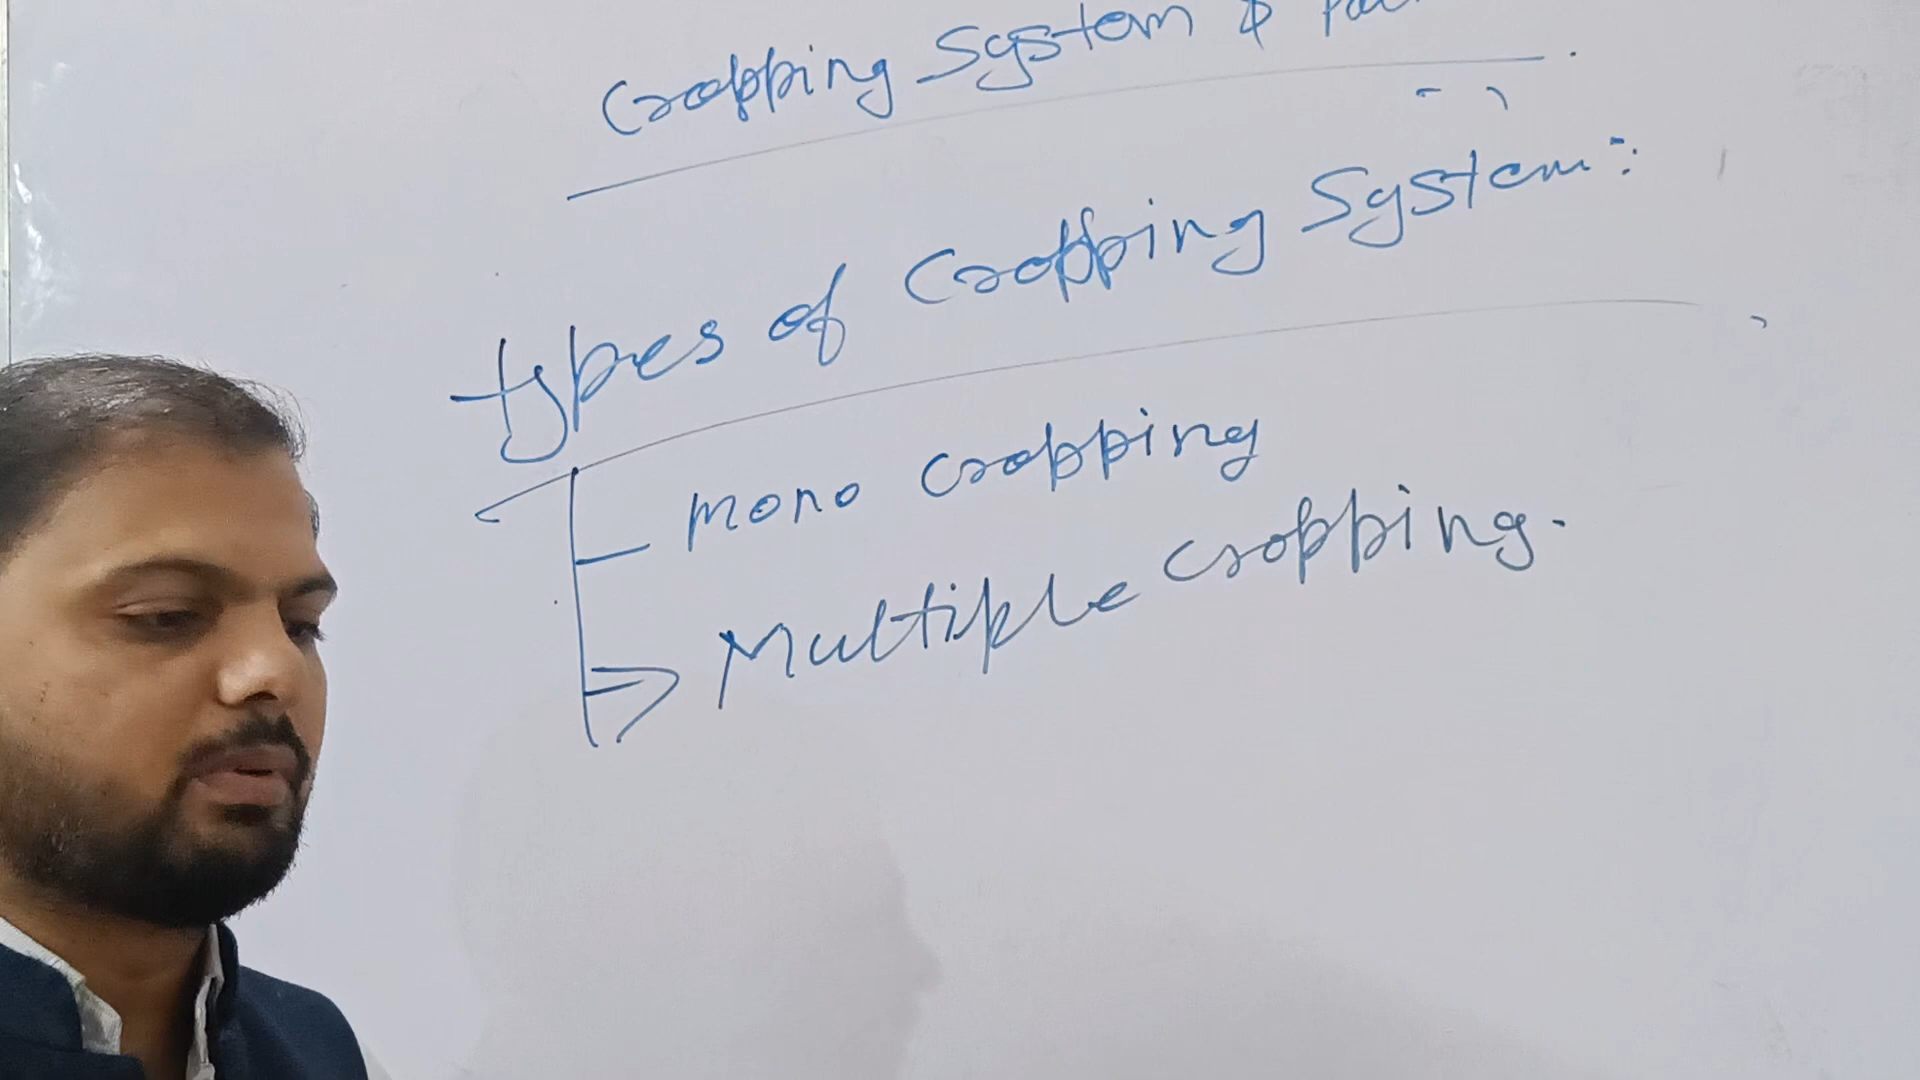 Cropping System &
Types of Cropping System :-
Mono Cropping
Multiple Cropping.